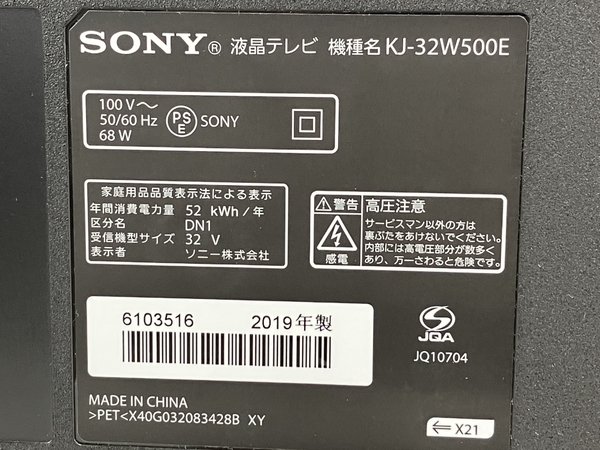 SONY® 液晶テレビ 機種名 KJ-32W500E
100 V～
50/60 Hz
68 W
PSE SONY
家庭用品品質表示法による表示
年間消費電力量 52 kWh/年
区分名 DN1
受信機型サイズ 32 V
表示者 ソニー株式会社
警告 高圧注意
感電
サービスマン以外の方は
裏ぶたをあけないでください。
内部には高電圧部分が数多く
あり、万一さわると危険です。
6103516 2019年製
JQA
JQ10704
MADE IN CHINA
>PET<X40G032083428B XY
X21